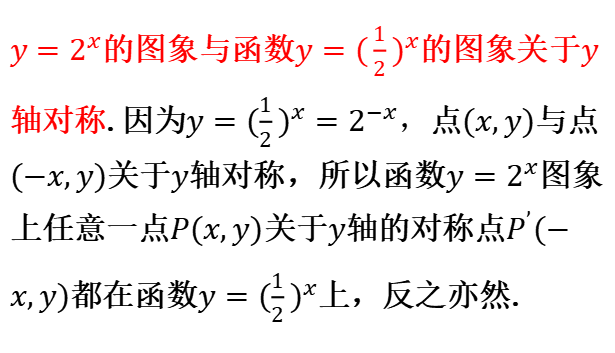 y = 2ˣ的图象与函数y = (1/2)ˣ的图象关于y
轴对称. 因为y = (1/2)ˣ = 2⁻ˣ，点(x, y)与点
(−x, y)关于y轴对称，所以函数y = 2ˣ图象
上任意一点P(x, y)关于y轴的对称点P′(−
x, y)都在函数y = (1/2)ˣ上，反之亦然.